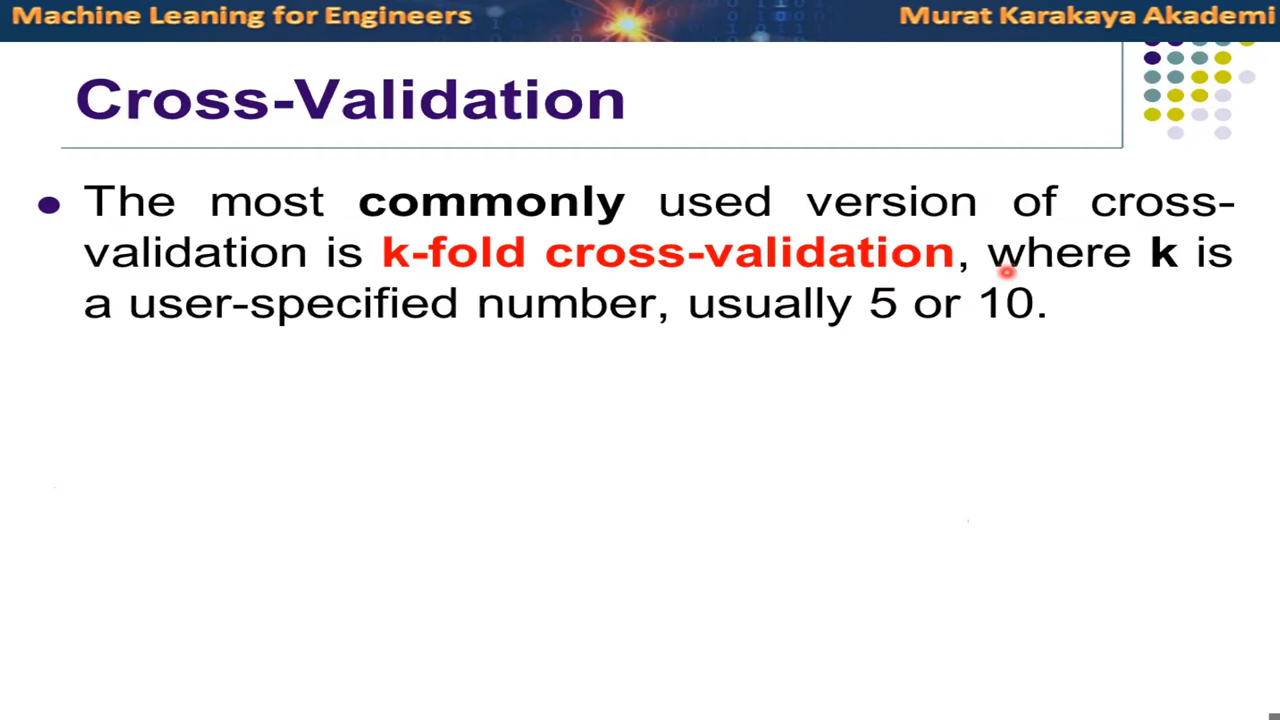 Machine Leaning for Engineers
Murat Karakaya Akademi
Cross-Validation
The most commonly used version of cross-
validation is k-fold cross-validation, where k is
a user-specified number, usually 5 or 10.